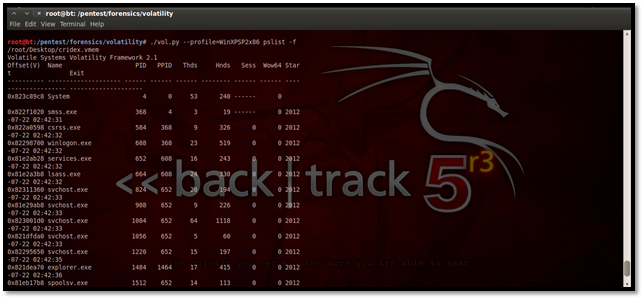 root@bt: /pentest/forensics/volatility
File Edit View Terminal Help
root@bt:/pentest/forensics/volatility# ./vol.py --profile=WinXPSP2x86 pslist -f
/root/Desktop/cridex.vmem
Volatile Systems Volatility Framework 2.1
Offset(V) Name PID PPID Thds Hnds Sess Wow64 Star
t Exit
---------- -------------------- ------ ------ ------ -------- ------ ------ ----
---------------- --------------------
0x823c89c8 System 4 0 53 240 ------ 0
0x822f1020 smss.exe 368 4 3 19 ------ 0 2012
-07-22 02:42:31
0x822a0598 csrss.exe 584 368 9 326 0 0 2012
-07-22 02:42:32
0x82298700 winlogon.exe 608 368 23 519 0 0 2012
-07-22 02:42:32
0x81e2ab28 services.exe 652 608 16 243 0 0 2012
-07-22 02:42:32
0x81e2a3b8 lsass.exe 664 608 24 330 0 0 2012
-07-22 02:42:32
0x82311360 svchost.exe 824 652 20 194 0 0 2012
-07-22 02:42:33
0x81e29ab8 svchost.exe 908 652 9 226 0 0 2012
-07-22 02:42:33
0x823001d0 svchost.exe 1004 652 64 1118 0 0 2012
-07-22 02:42:33
0x821dfda0 svchost.exe 1056 652 5 60 0 0 2012
-07-22 02:42:33
0x82295650 svchost.exe 1220 652 15 197 0 0 2012
-07-22 02:42:35
0x821dea70 explorer.exe 1484 1464 17 415 0 0 2012
-07-22 02:42:36
0x81eb17b8 spoolsv.exe 1512 652 14 113 0 0 2012
<< back | track 5 r3
you are able to hear